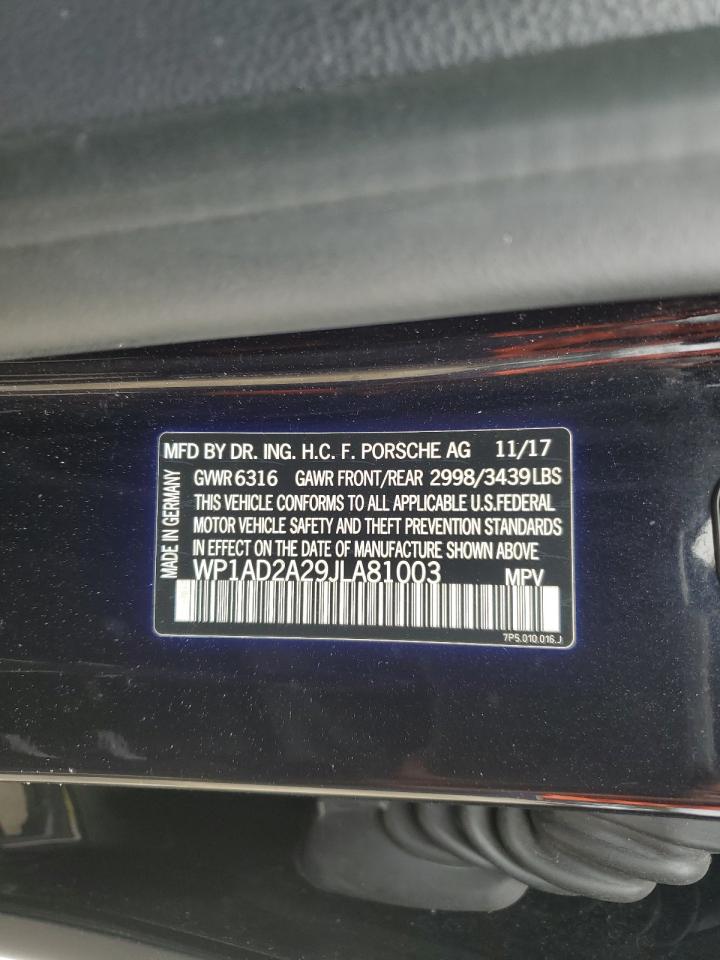 MFD BY DR. ING. H.C. F. PORSCHE AG 11/17
GVWR 6316 GAWR FRONT/REAR 2998/3439LBS
THIS VEHICLE CONFORMS TO ALL APPLICABLE U.S.FEDERAL
MOTOR VEHICLE SAFETY AND THEFT PREVENTION STANDARDS
IN EFFECT ON THE DATE OF MANUFACTURE SHOWN ABOVE
WP1AD2A29JLA81003 MPV
7P5.010.016.J
MADE IN GERMANY